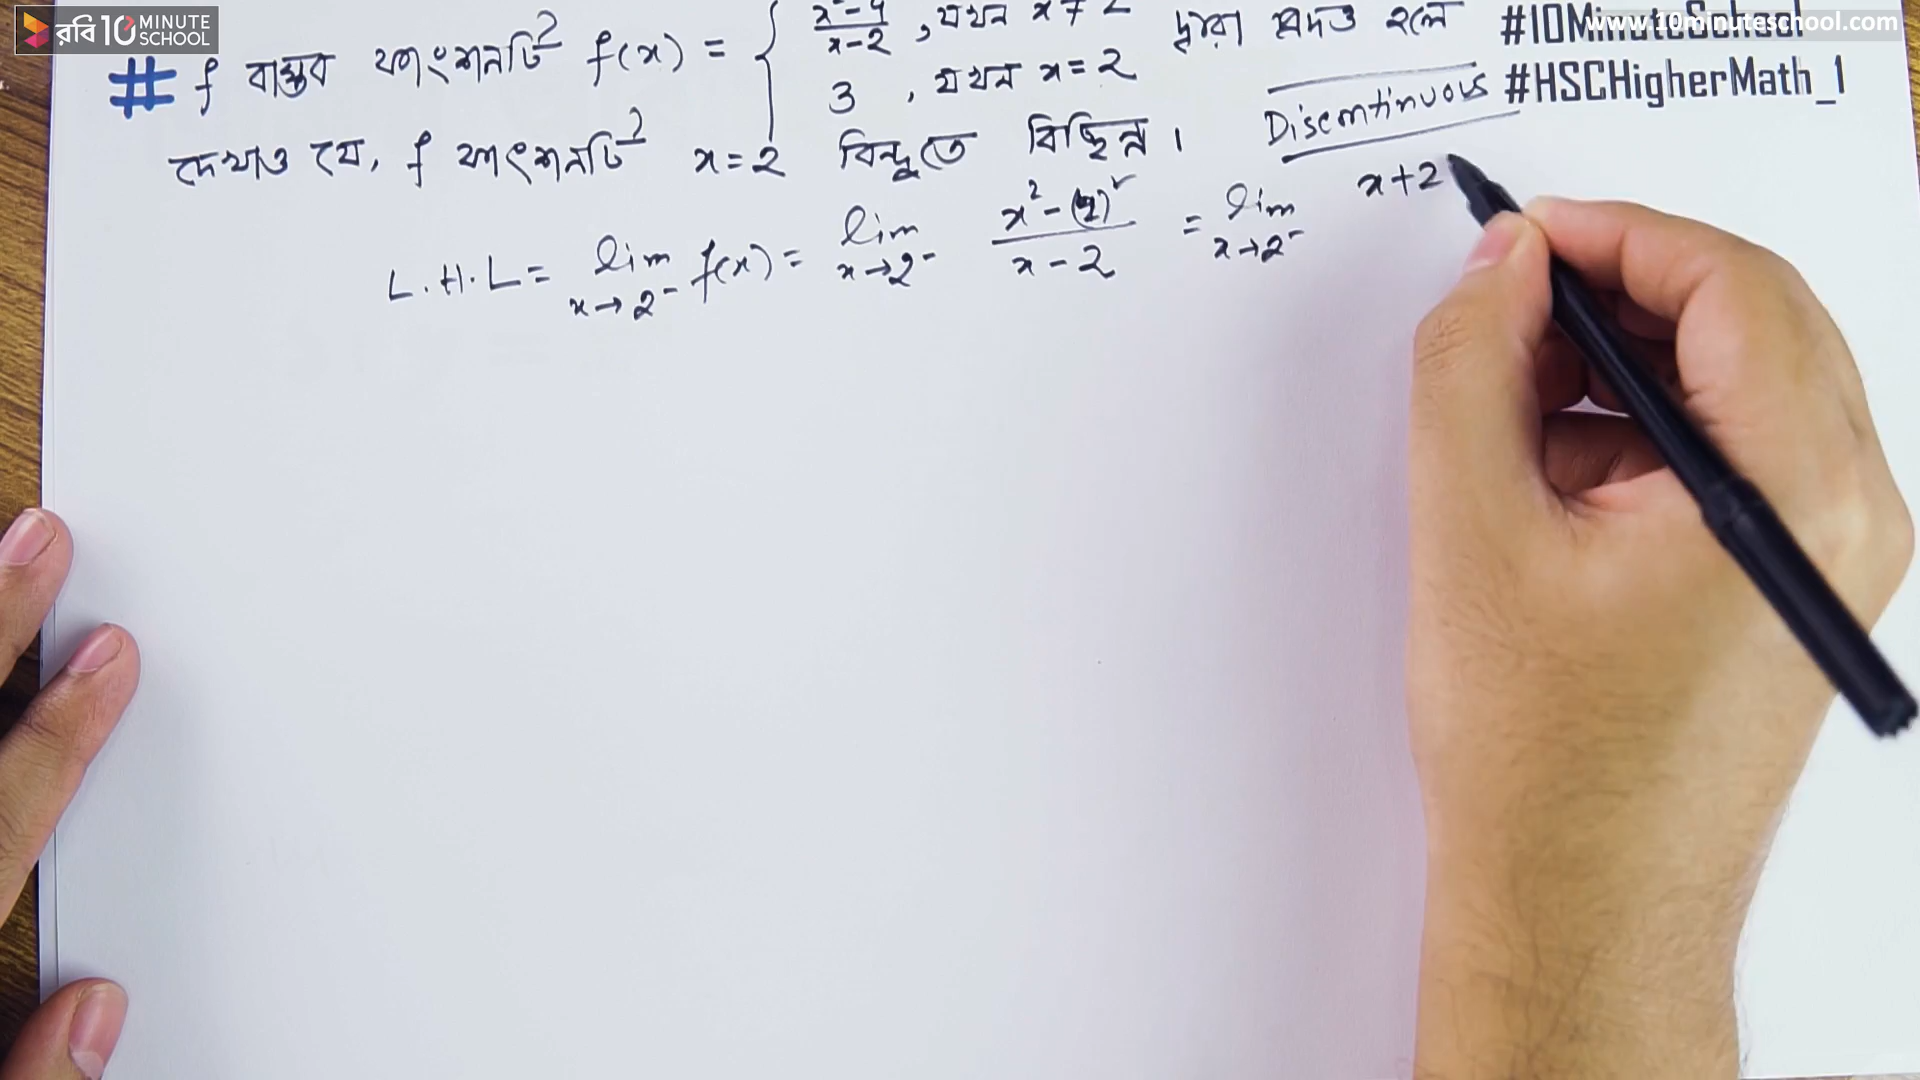 রবি 10 MINUTE SCHOOL
www.10minuteschool.com
#10MinuteSchool
#HSCHigherMath_1
# f বাস্তব ফাংশনটি f(x) = { x²-4 / x-2 , যখন x ≠ 2 দ্বারা প্রদত্ত হলে
3 , যখন x = 2
দেখাও যে, f ফাংশনটি x = 2 বিন্দুতে বিচ্ছিন্ন। Discontinuous
L.H.L = lim x→2⁻ f(x) = lim x→2⁻ x²-(2)² / x-2 = lim x→2⁻ x+2